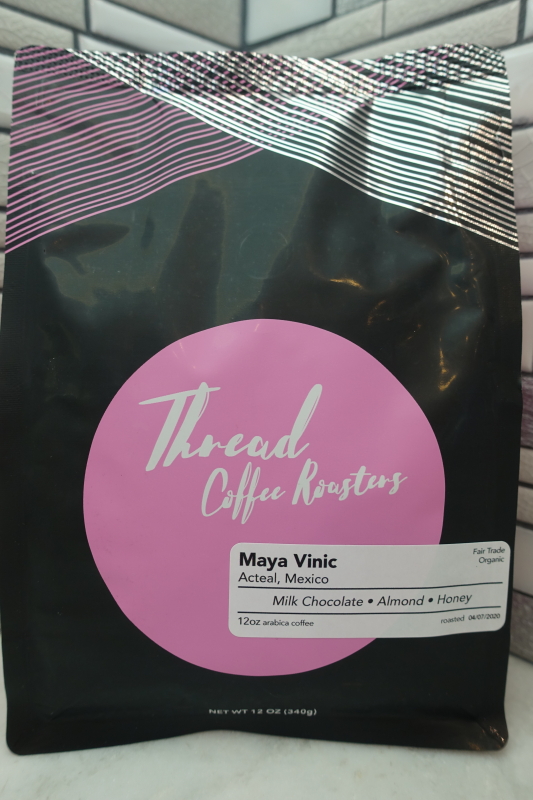 Thread
Coffee Roasters
Maya Vinic
Fair Trade
Organic
Acteal, Mexico
Milk Chocolate • Almond • Honey
12oz arabica coffee
roasted 04/07/2020
NET WT 12 OZ (340g)